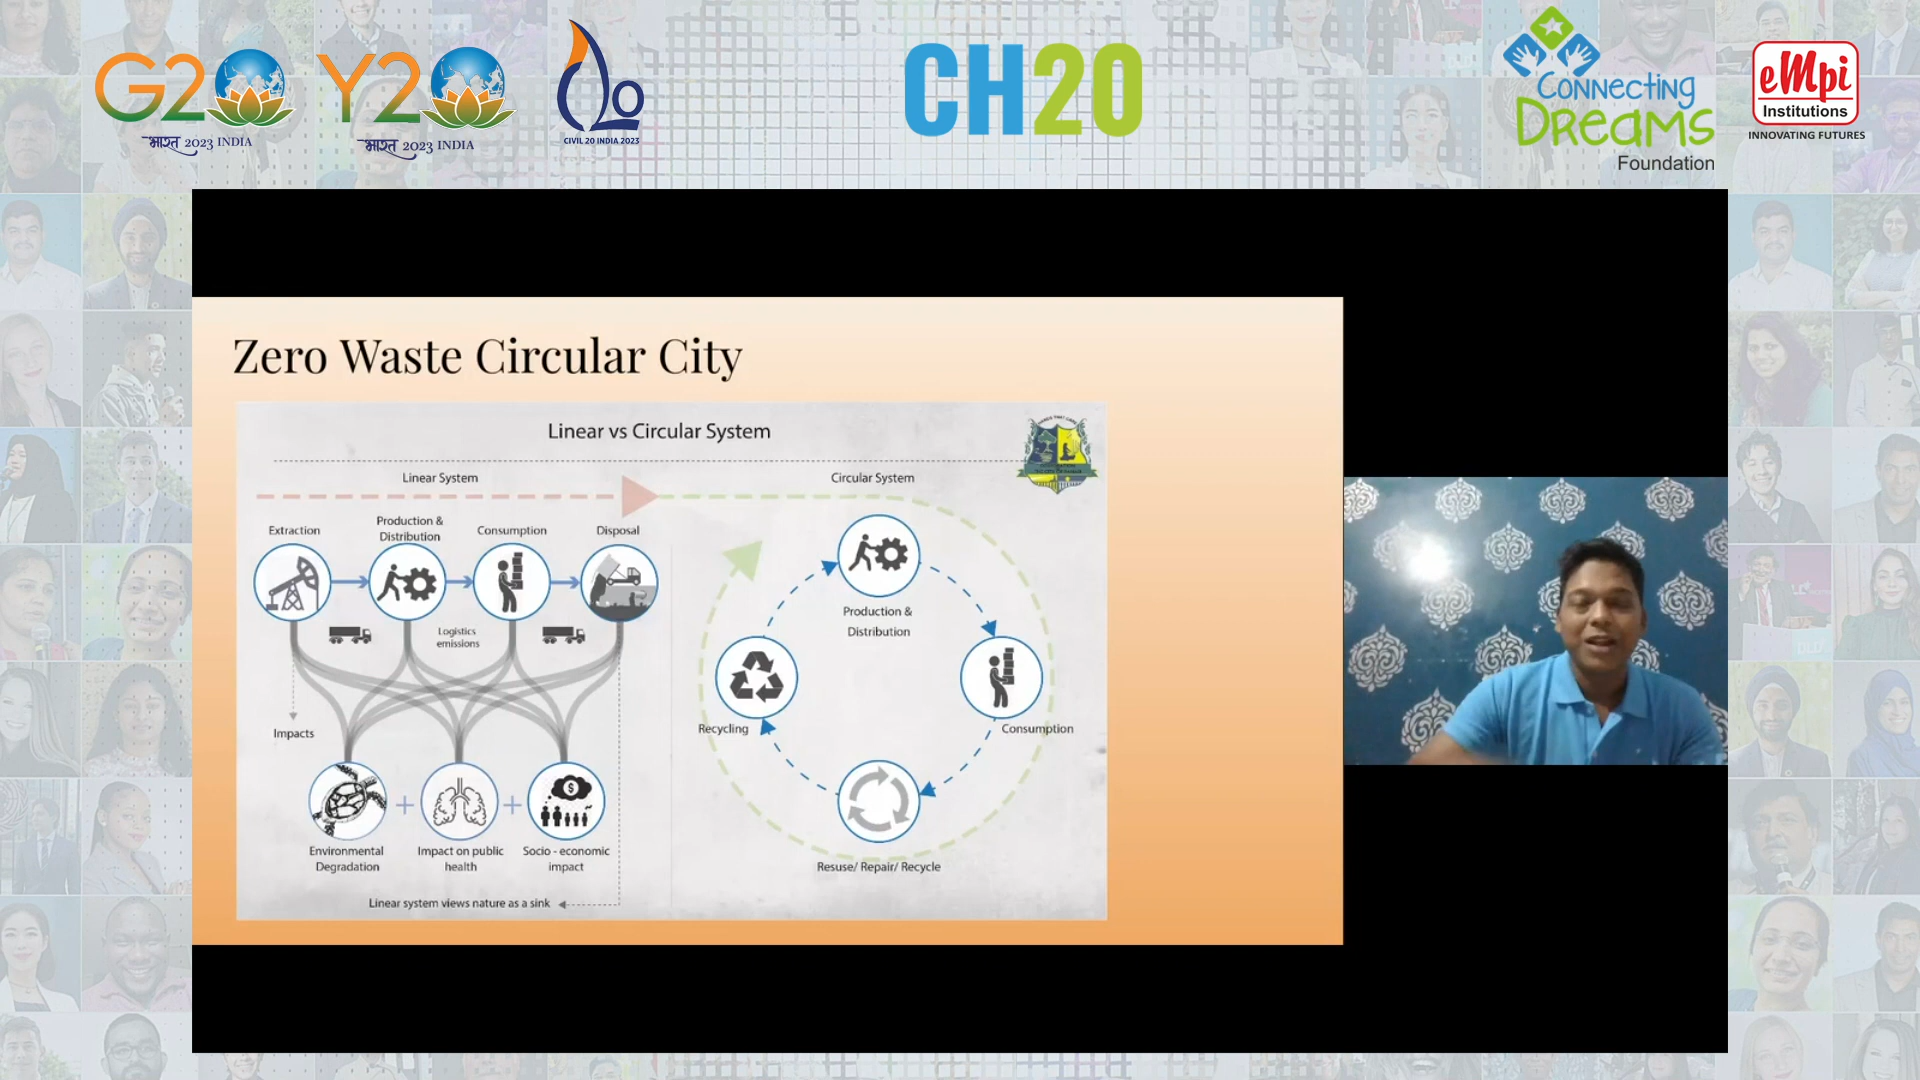 G20
भारत 2023 INDIA
Y20
भारत 2023 INDIA
CIVIL 20 INDIA 2023
CH20
Connecting
Dreams
Foundation
eMpi
Institutions
INNOVATING FUTURES
Zero Waste Circular City
Linear vs Circular System
Linear System
Circular System
Extraction
Production &
Distribution
Consumption
Disposal
Logistics
emissions
Impacts
Environmental
Degradation
Impact on public
health
Socio - economic
impact
Linear system views nature as a sink
Production &
Distribution
Recycling
Consumption
Resuse/ Repair/ Recycle